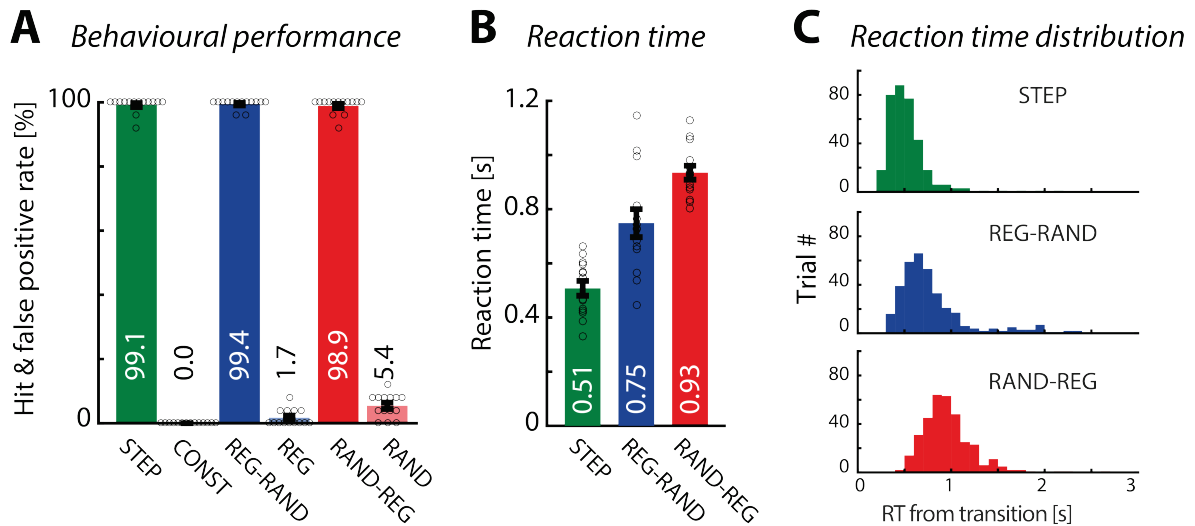 A Behavioural performance
Hit & false positive rate [%]
100
0
99.1
0.0
99.4
1.7
98.9
5.4
STEP
CONST
REG-RAND
REG
RAND-REG
RAND
B Reaction time
Reaction time [s]
1.2
0.8
0.4
0
0.51
0.75
0.93
STEP
REG-RAND
RAND-REG
C Reaction time distribution
Trial #
STEP
80
40
0
REG-RAND
80
40
0
RAND-REG
80
40
0
0 1 2 3
RT from transition [s]